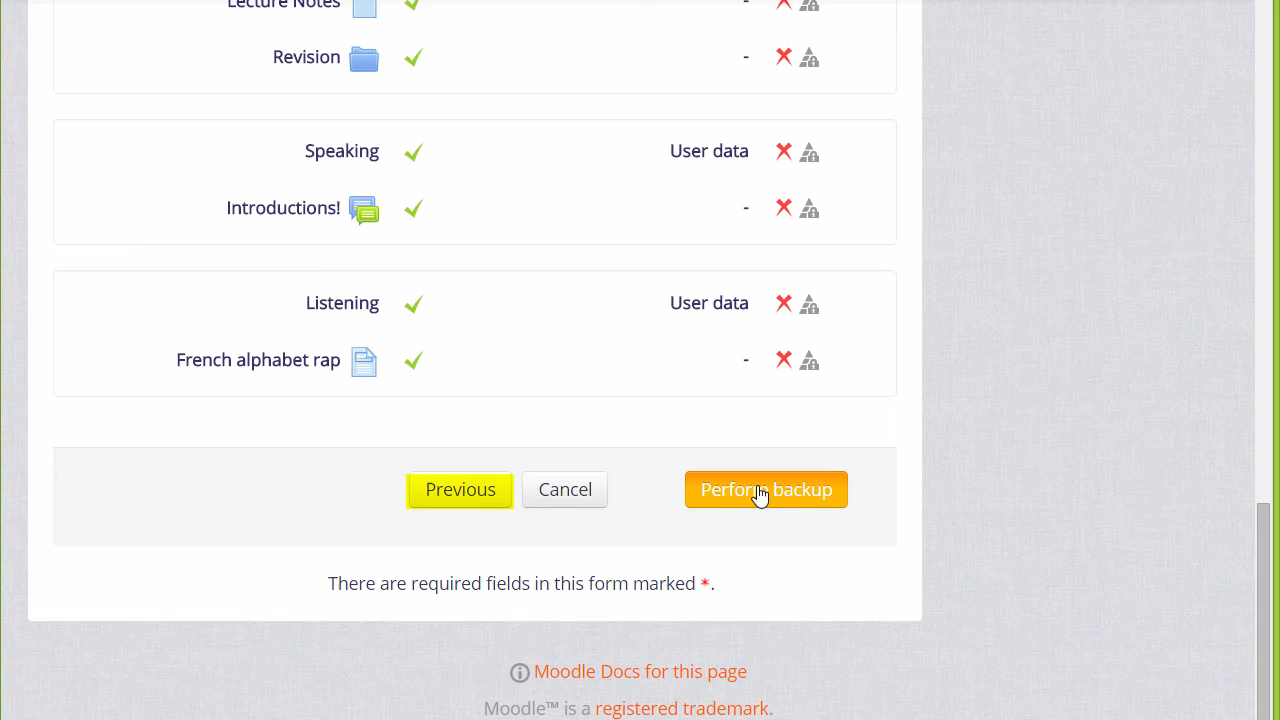 Lecture Notes
Revision -
Speaking User data
Introductions! -
Listening User data
French alphabet rap -
Previous Cancel Perform backup
There are required fields in this form marked *.
Moodle Docs for this page
Moodle™ is a registered trademark.